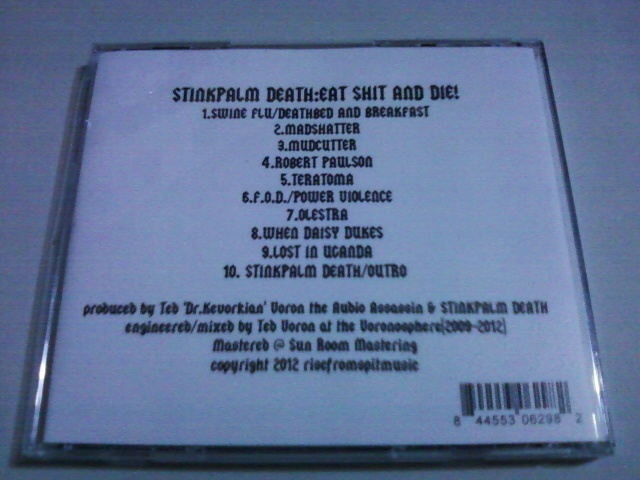 STINKPALM DEATH:EAT $HIT AND DIE!
1.SWINE FLU/DEATHBED AND BREAKFAST
2.MADSHATTER
3.MUDCUTTER
4.ROBERT PAULSON
5.TERATOMA
6.F.O.D./POWER VIOLENCE
7.OLESTRA
8.WHEN DAISY DUKES
9.LOST IN UGANDA
10. STINKPALM DEATH/OUTRO
produced by Ted 'Dr.Kevorkian' Voron the Audio Assassin & STINKPALM DEATH
engineered/mixed by Ted Voron at the Voronosphere(2009-2012)
Mastered @ Sun Room Mastering
copyright 2012 risefromspitmusic
8 44553 06298 2